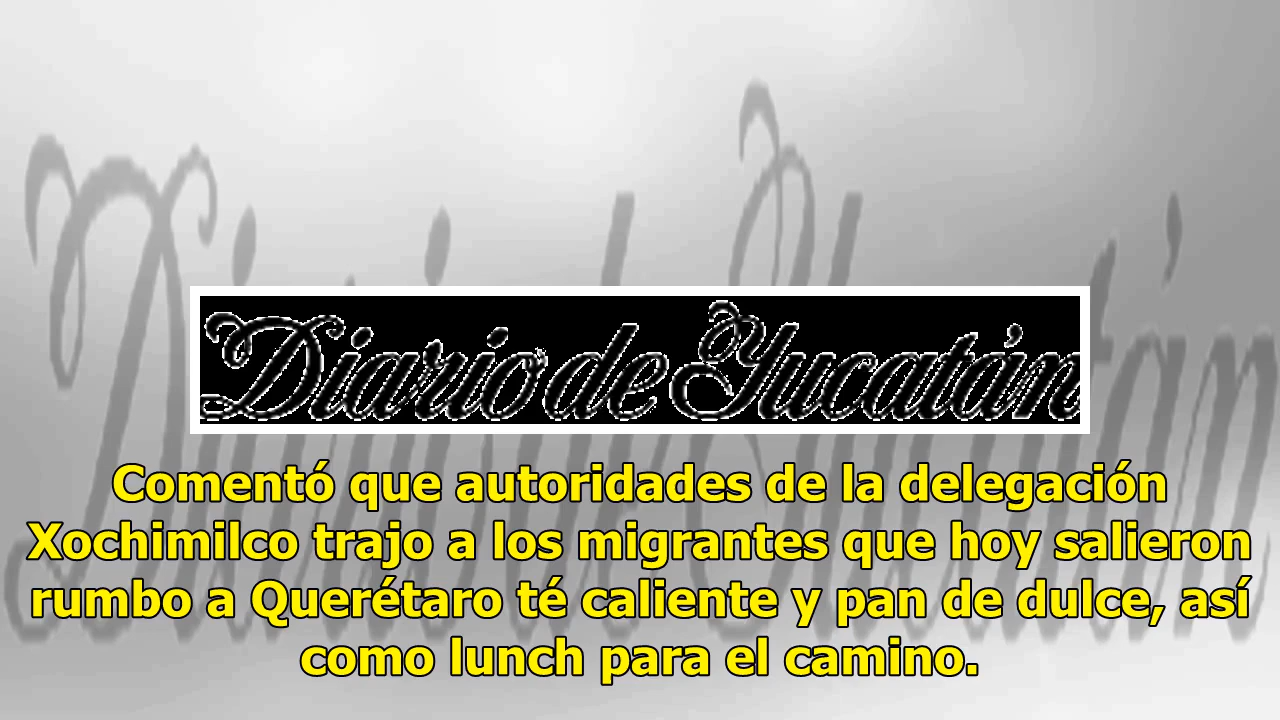 Diario de Yucatán
Comentó que autoridades de la delegación
Xochimilco trajo a los migrantes que hoy salieron
rumbo a Querétaro té caliente y pan de dulce, así
como lunch para el camino.